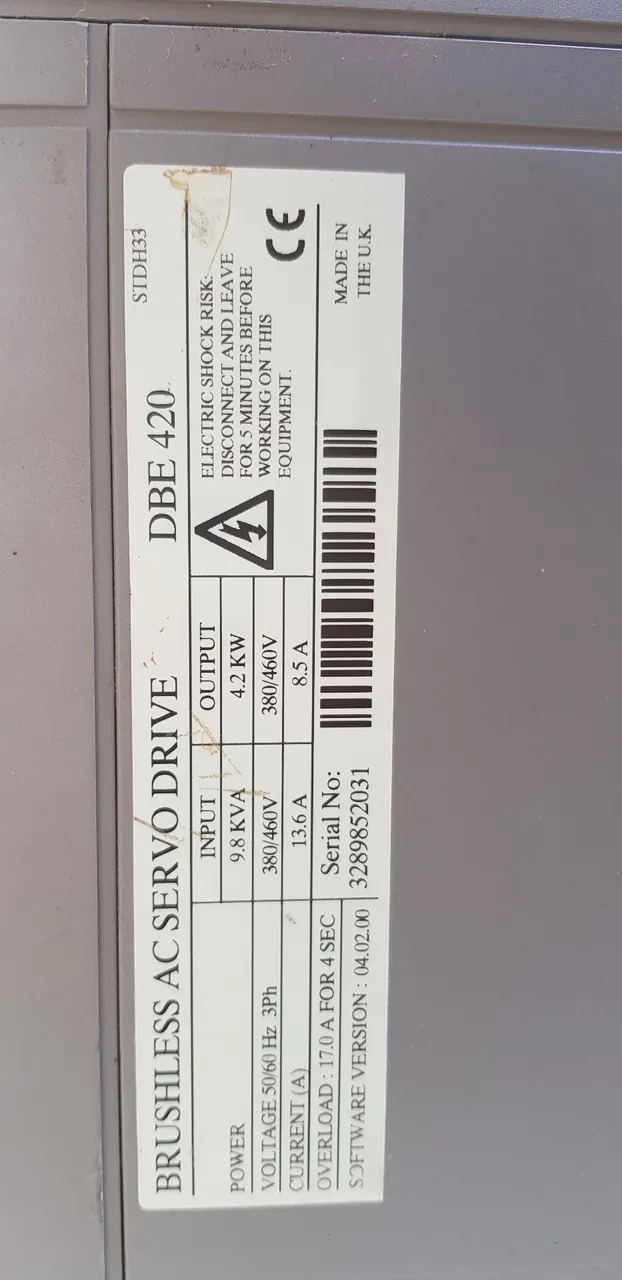 STDH33
BRUSHLESS AC SERVO DRIVE DBE 420
INPUT OUTPUT
POWER 9.8 KVA 4.2 KW
VOLTAGE 50/60 Hz 3Ph 380/460V 380/460V
CURRENT (A) 13.6 A 8.5 A
OVERLOAD : 17.0 A FOR 4 SEC
SOFTWARE VERSION : 04.02.00
ELECTRIC SHOCK RISK:
DISCONNECT AND LEAVE
FOR 5 MINUTES BEFORE
WORKING ON THIS
EQUIPMENT.
CE
Serial No:
3289852031
MADE IN
THE U.K.